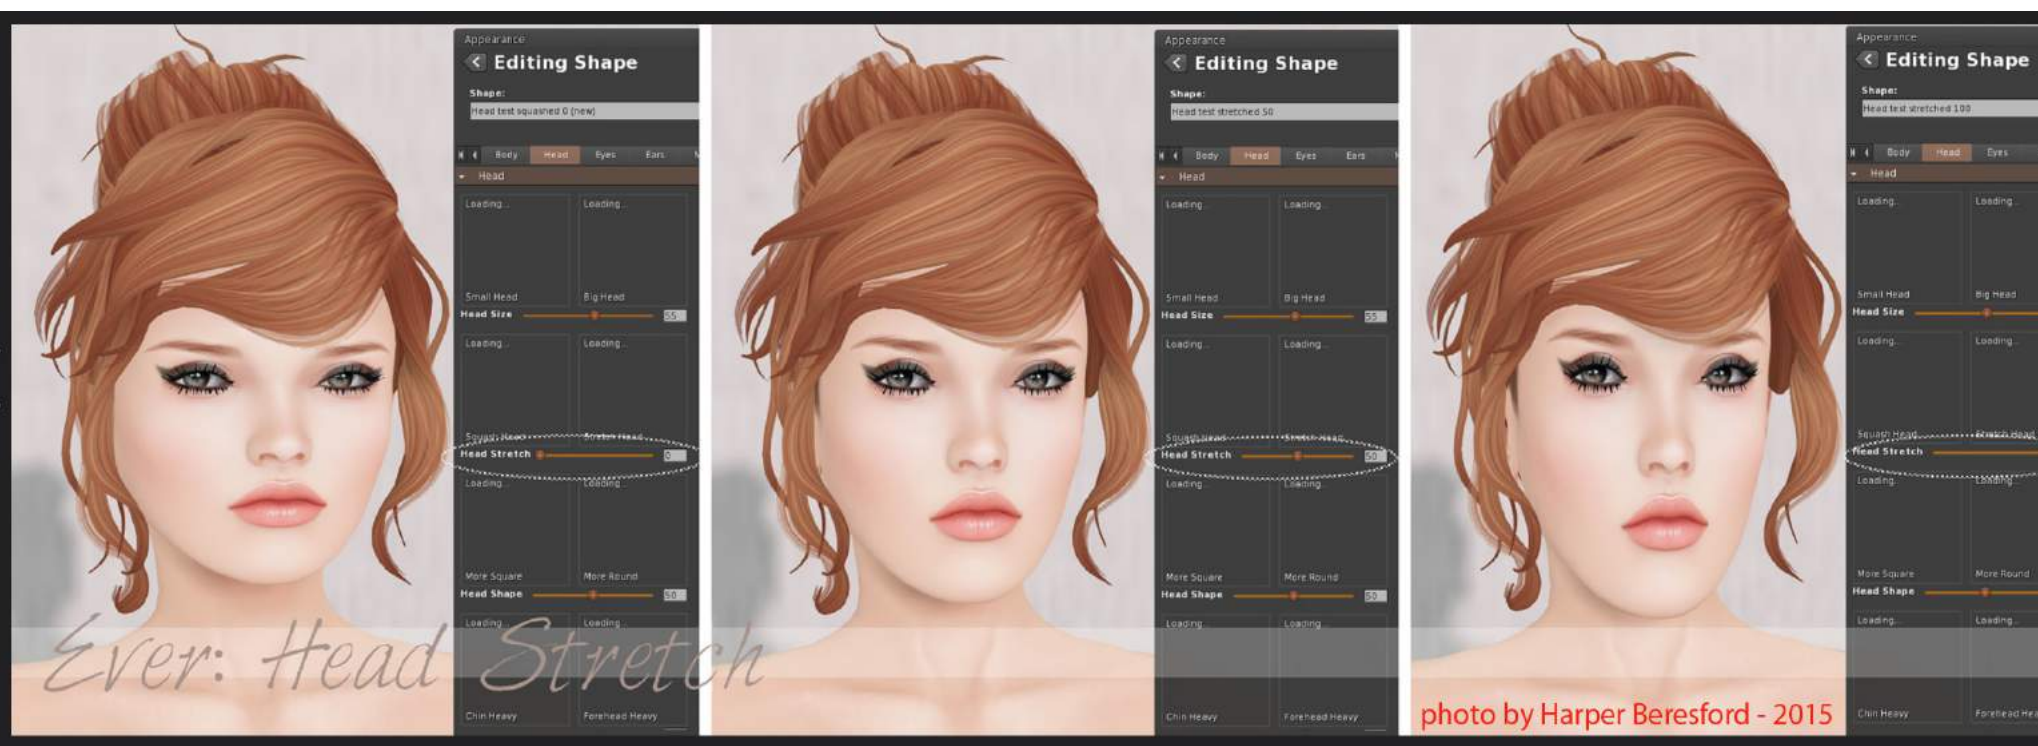 Appearance
Editing Shape
Shape:
Head test squashed 0 (new)
Body Head Eyes Ears
Head
Loading... Loading...
Small Head Big Head
Head Size 55
Loading... Loading...
Squash Head Stretch Head
Head Stretch 0
Loading... Loading...
More Square More Round
Head Shape 50
Loading... Loading...
Chin Heavy Forehead Heavy
Appearance
Editing Shape
Shape:
Head test stretched 50
Body Head Eyes Ears
Head
Loading... Loading...
Small Head Big Head
Head Size 55
Loading... Loading...
Squash Head Stretch Head
Head Stretch 50
Loading... Loading...
More Square More Round
Head Shape 50
Loading... Loading...
Chin Heavy Forehead Heavy
Appearance
Editing Shape
Shape:
Head test stretched 100
Body Head Eyes
Head
Loading... Loading...
Small Head Big Head
Head Size
Loading... Loading...
Squash Head Stretch Head
Head Stretch
Loading... Loading...
More Square More Round
Head Shape
Loading... Loading...
Chin Heavy Forehead Hea
Ever: Head Stretch
photo by Harper Beresford - 2015